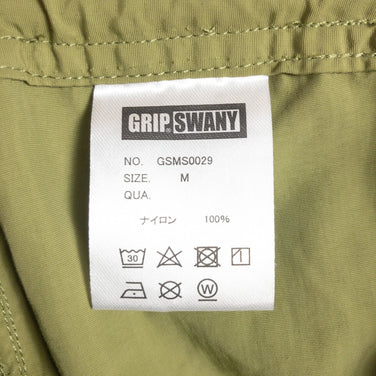 GRIP SWANY
NO. GSMS0029
SIZE. M
QUA.
ナイロン 100%
30
W